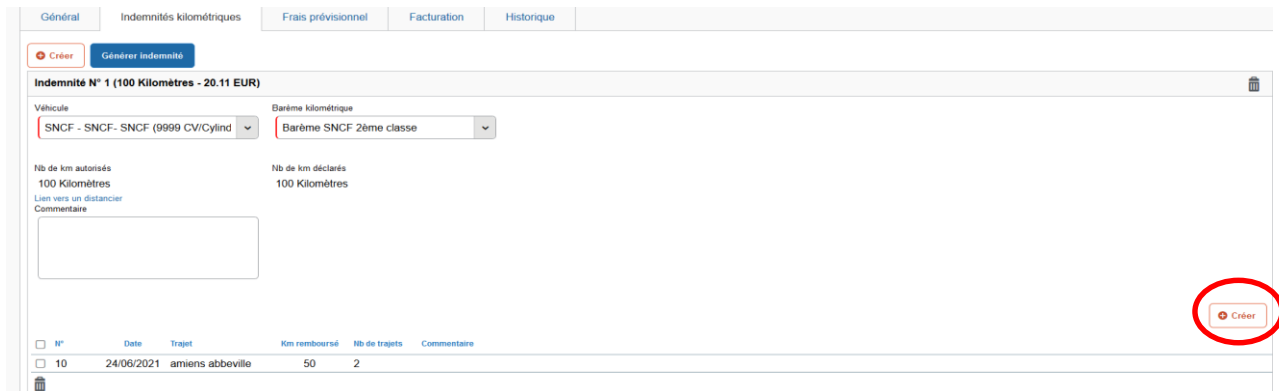 Général Indemnités kilométriques Frais prévisionnel Facturation Historique
Créer Générer indemnité
Indemnité N° 1 (100 Kilomètres - 20.11 EUR)
Véhicule Barème kilométrique
SNCF - SNCF- SNCF (9999 CV/Cylind Barème SNCF 2ème classe
Nb de km autorisés Nb de km déclarés
100 Kilomètres 100 Kilomètres
Lien vers un distancier
Commentaire
Créer
N° Date Trajet Km remboursé Nb de trajets Commentaire
10 24/06/2021 amiens abbeville 50 2